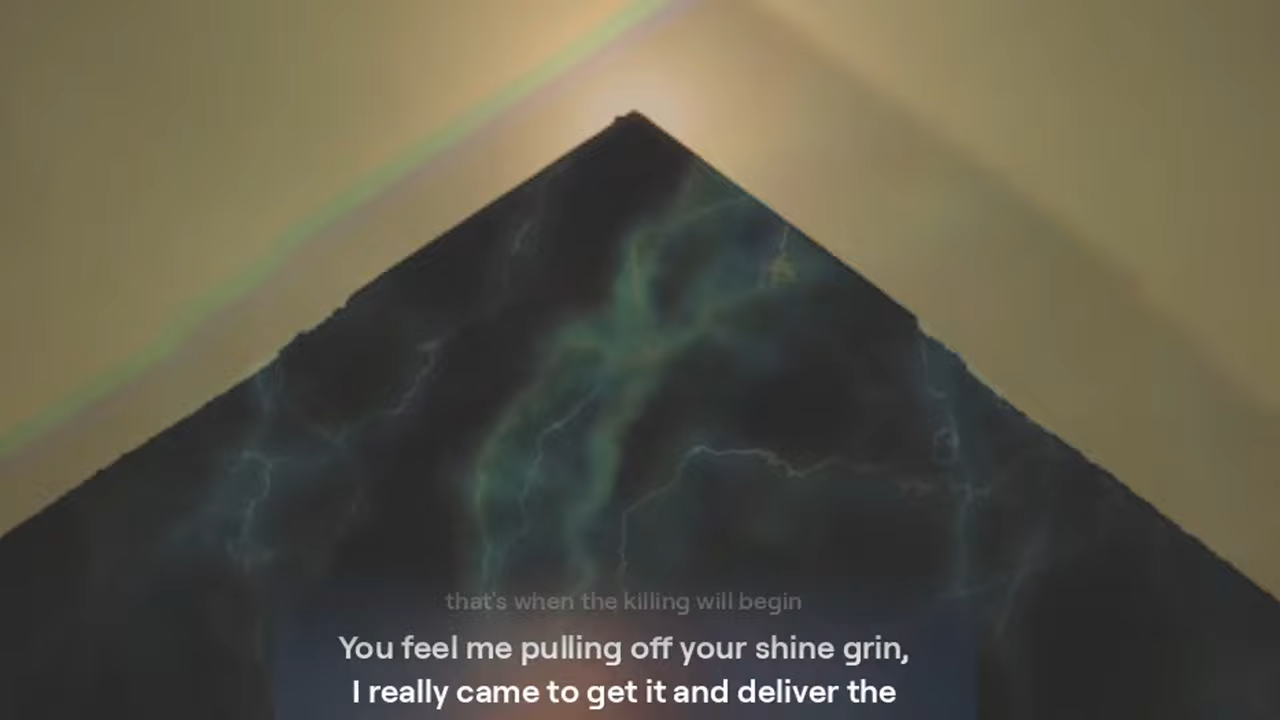 that's when the killing will begin
You feel me pulling off your shine grin,
I really came to get it and deliver the